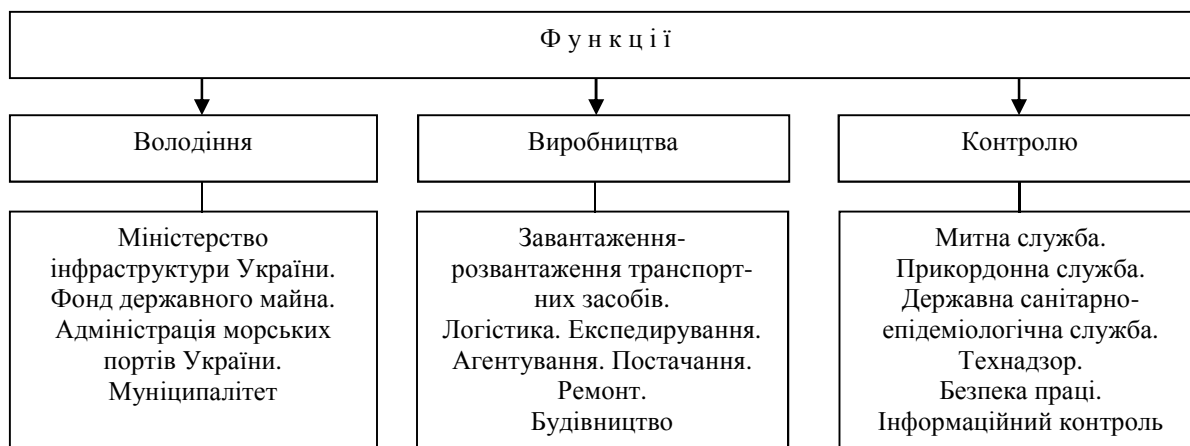 Ф у н к ц і ї
Володіння
Виробництва
Контролю
Міністерство
інфраструктури України.
Фонд державного майна.
Адміністрація морських
портів України.
Муніципалітет
Завантаження-
розвантаження транспорт-
них засобів.
Логістика. Експедирування.
Агентування. Постачання.
Ремонт.
Будівництво
Митна служба.
Прикордонна служба.
Державна санітарно-
епідеміологічна служба.
Технадзор.
Безпека праці.
Інформаційний контроль